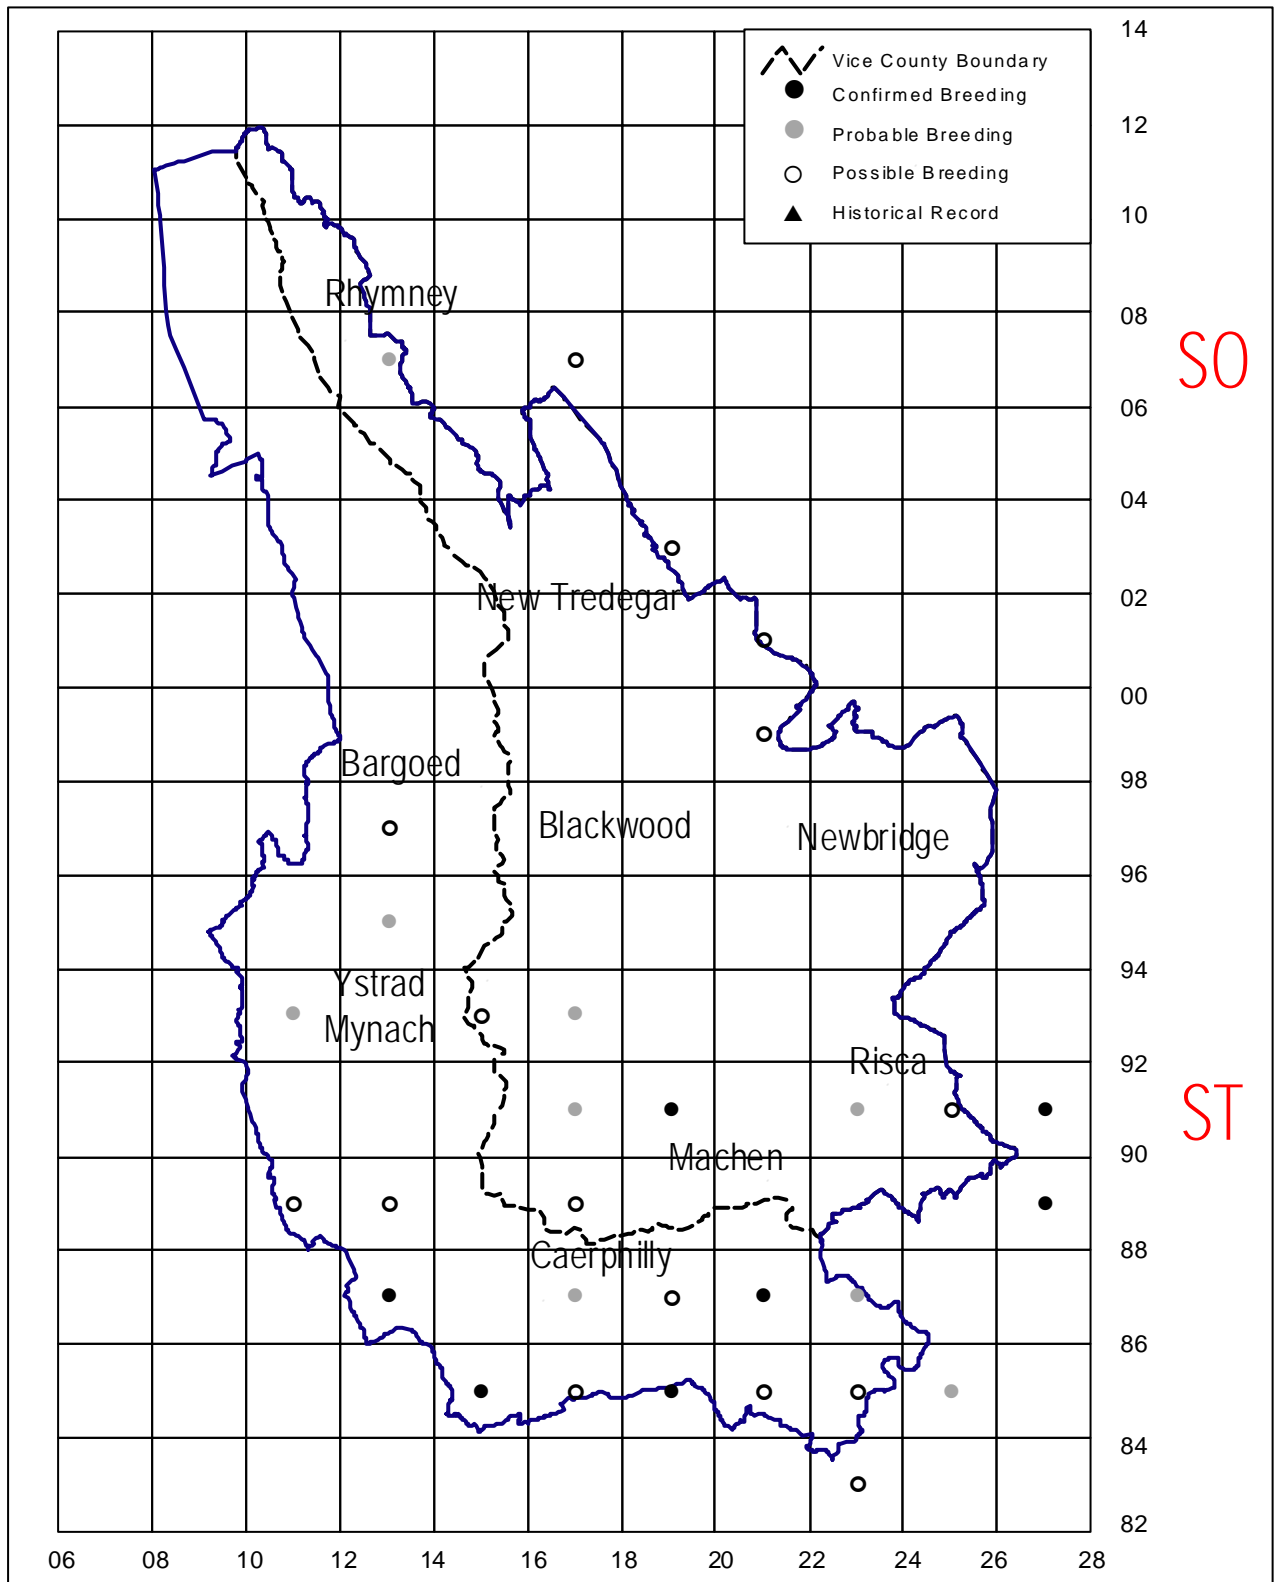 14
Vice County Boundary
Confirmed Breeding
12
Probable Breeding
Possible Breeding
Historical Record
10
Rhymney
08
SO
06
04
New Tredegar
02
00
Bargoed
98
Blackwood
Newbridge
96
94
Ystrad
Mynach
92
Risca
ST
90
Machen
88
Caerphilly
86
84
82
06 08 10 12 14 16 18 20 22 24 26 28